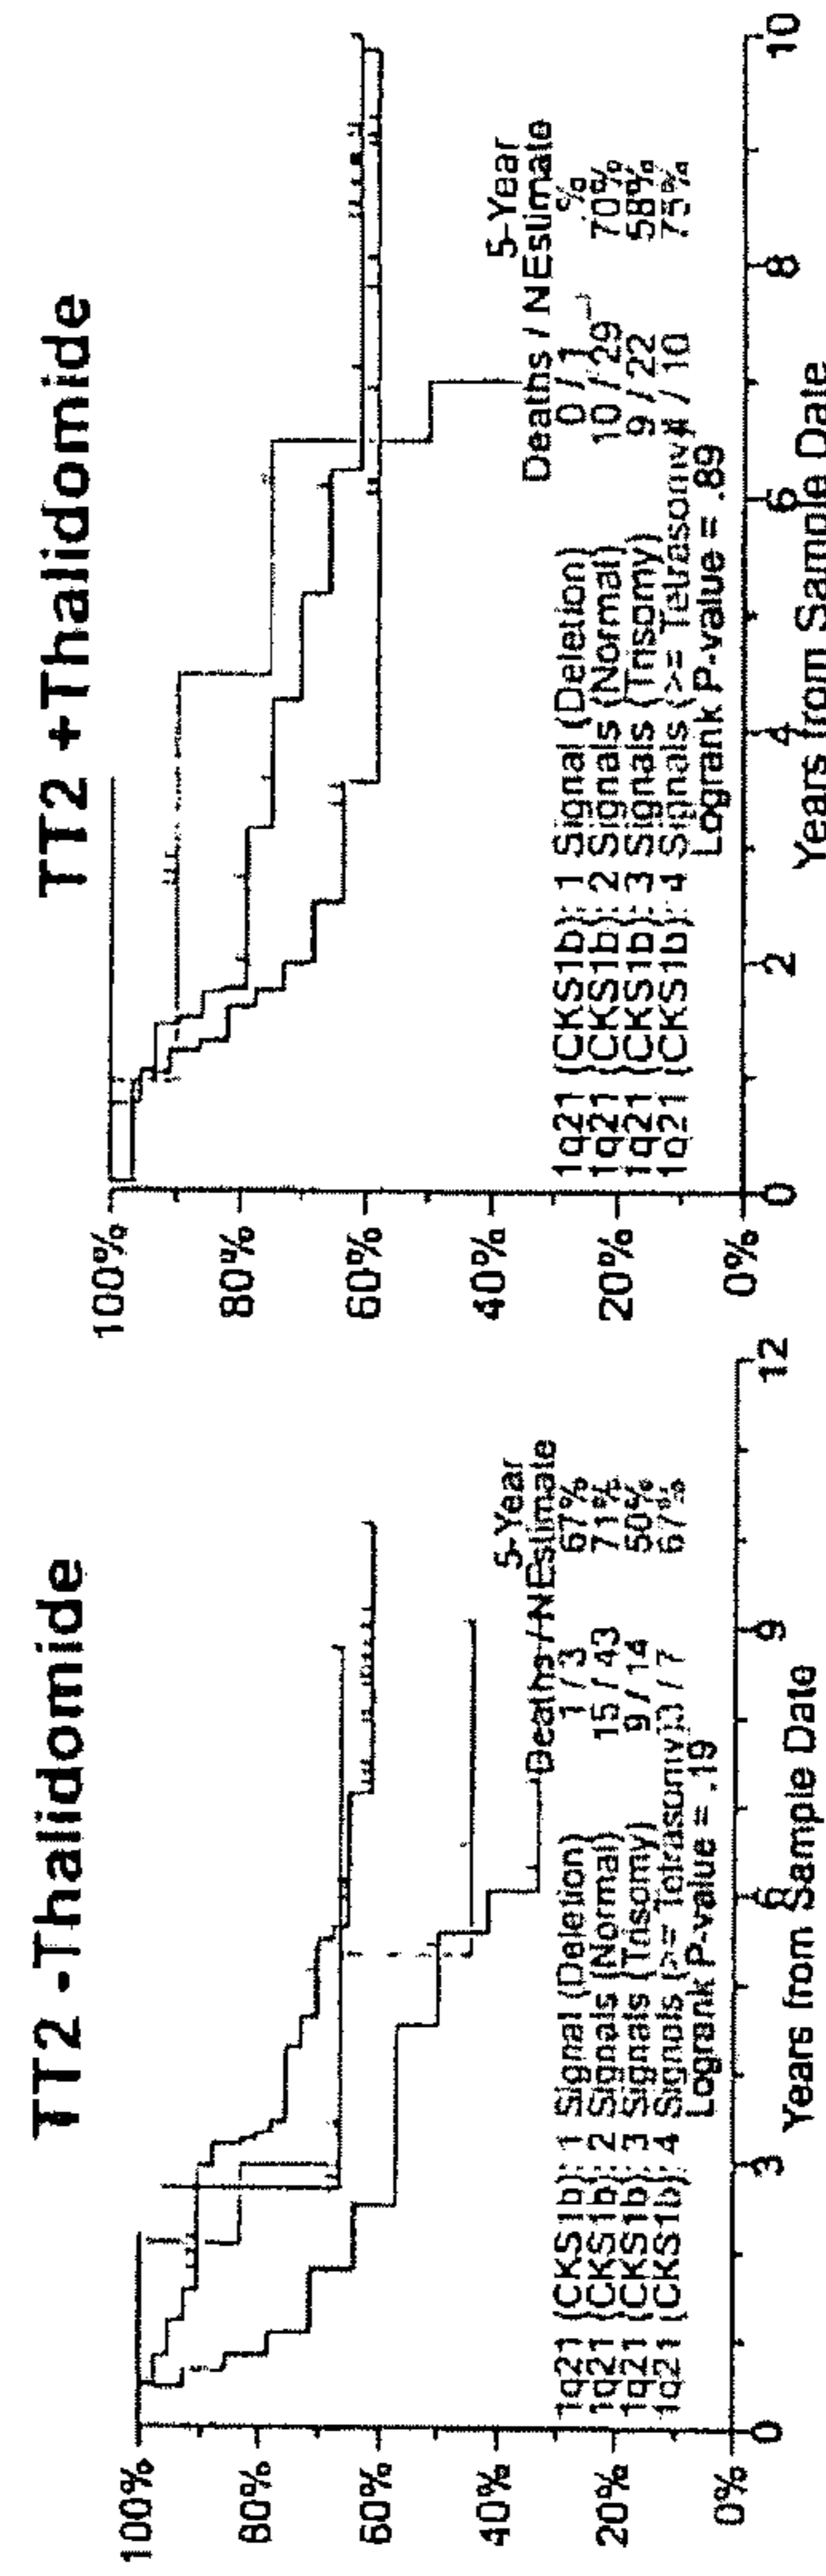 TT2 -Thalidomide
100%
80%
60%
40%
20%
0%
5-Year
Deaths / N Estimate
1q21 (CKS1b): 1 Signal (Deletion) 1 / 3 67%
1q21 (CKS1b): 2 Signals (Normal) 15 / 43 71%
1q21 (CKS1b): 3 Signals (Trisomy) 9 / 14 50%
1q21 (CKS1b): 4 Signals (>= Tetrasomy) 3 / 7 67%
Logrank P-value = .19
0 3 6 9 12
Years from Sample Date
TT2 +Thalidomide
100%
80%
60%
40%
20%
0%
5-Year
Deaths / N Estimate
1q21 (CKS1b): 1 Signal (Deletion) 0 / 1 .%
1q21 (CKS1b): 2 Signals (Normal) 10 / 29 70%
1q21 (CKS1b): 3 Signals (Trisomy) 9 / 22 58%
1q21 (CKS1b): 4 Signals (>= Tetrasomy) 4 / 10 75%
Logrank P-value = .89
0 2 4 6 8 10
Years from Sample Date